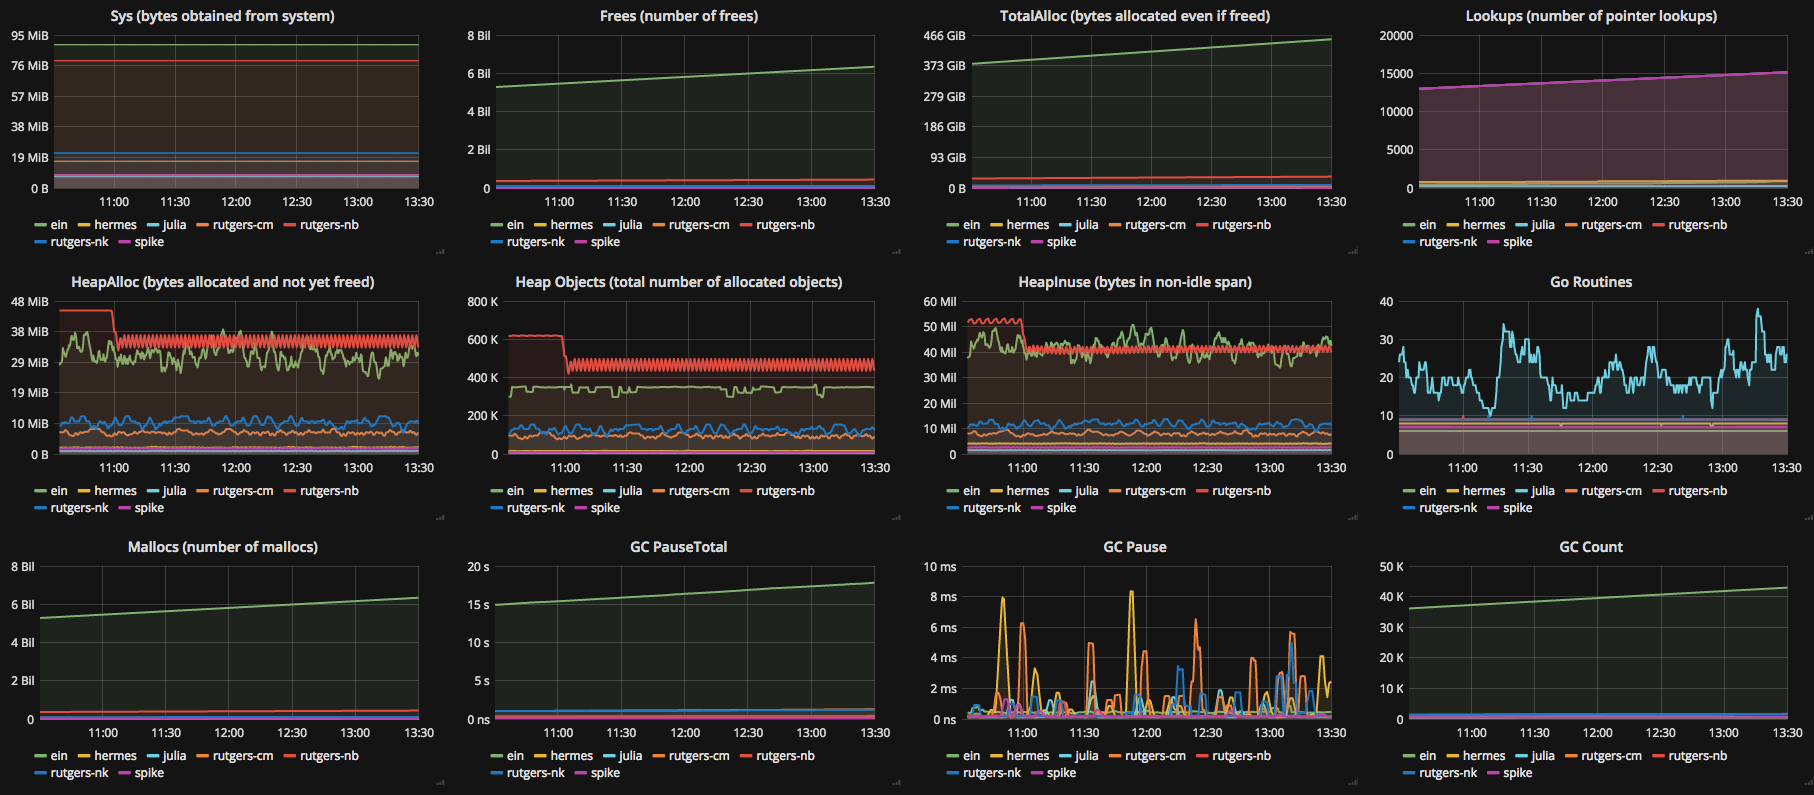 Sys (bytes obtained from system)
95 MiB
76 MiB
57 MiB
38 MiB
19 MiB
0 B
11:00 11:30 12:00 12:30 13:00 13:30
ein hermes julia rutgers-cm rutgers-nb
rutgers-nk spike
Frees (number of frees)
8 Bil
6 Bil
4 Bil
2 Bil
0
11:00 11:30 12:00 12:30 13:00 13:30
ein hermes julia rutgers-cm rutgers-nb
rutgers-nk spike
TotalAlloc (bytes allocated even if freed)
466 GiB
373 GiB
279 GiB
186 GiB
93 GiB
0 B
11:00 11:30 12:00 12:30 13:00 13:30
ein hermes julia rutgers-cm rutgers-nb
rutgers-nk spike
Lookups (number of pointer lookups)
20000
15000
10000
5000
0
11:00 11:30 12:00 12:30 13:00 13:30
ein hermes julia rutgers-cm rutgers-nb
rutgers-nk spike
HeapAlloc (bytes allocated and not yet freed)
48 MiB
38 MiB
29 MiB
19 MiB
10 MiB
0 B
11:00 11:30 12:00 12:30 13:00 13:30
ein hermes julia rutgers-cm rutgers-nb
rutgers-nk spike
Heap Objects (total number of allocated objects)
800 K
600 K
400 K
200 K
0
11:00 11:30 12:00 12:30 13:00 13:30
ein hermes julia rutgers-cm rutgers-nb
rutgers-nk spike
HeapInuse (bytes in non-idle span)
60 Mil
50 Mil
40 Mil
30 Mil
20 Mil
10 Mil
0
11:00 11:30 12:00 12:30 13:00 13:30
ein hermes julia rutgers-cm rutgers-nb
rutgers-nk spike
Go Routines
40
30
20
10
0
11:00 11:30 12:00 12:30 13:00 13:30
ein hermes julia rutgers-cm rutgers-nb
rutgers-nk spike
Mallocs (number of mallocs)
8 Bil
6 Bil
4 Bil
2 Bil
0
11:00 11:30 12:00 12:30 13:00 13:30
ein hermes julia rutgers-cm rutgers-nb
rutgers-nk spike
GC PauseTotal
20 s
15 s
10 s
5 s
0 ns
11:00 11:30 12:00 12:30 13:00 13:30
ein hermes julia rutgers-cm rutgers-nb
rutgers-nk spike
GC Pause
10 ms
8 ms
6 ms
4 ms
2 ms
0 ns
11:00 11:30 12:00 12:30 13:00 13:30
ein hermes julia rutgers-cm rutgers-nb
rutgers-nk spike
GC Count
50 K
40 K
30 K
20 K
10 K
0
11:00 11:30 12:00 12:30 13:00 13:30
ein hermes julia rutgers-cm rutgers-nb
rutgers-nk spike